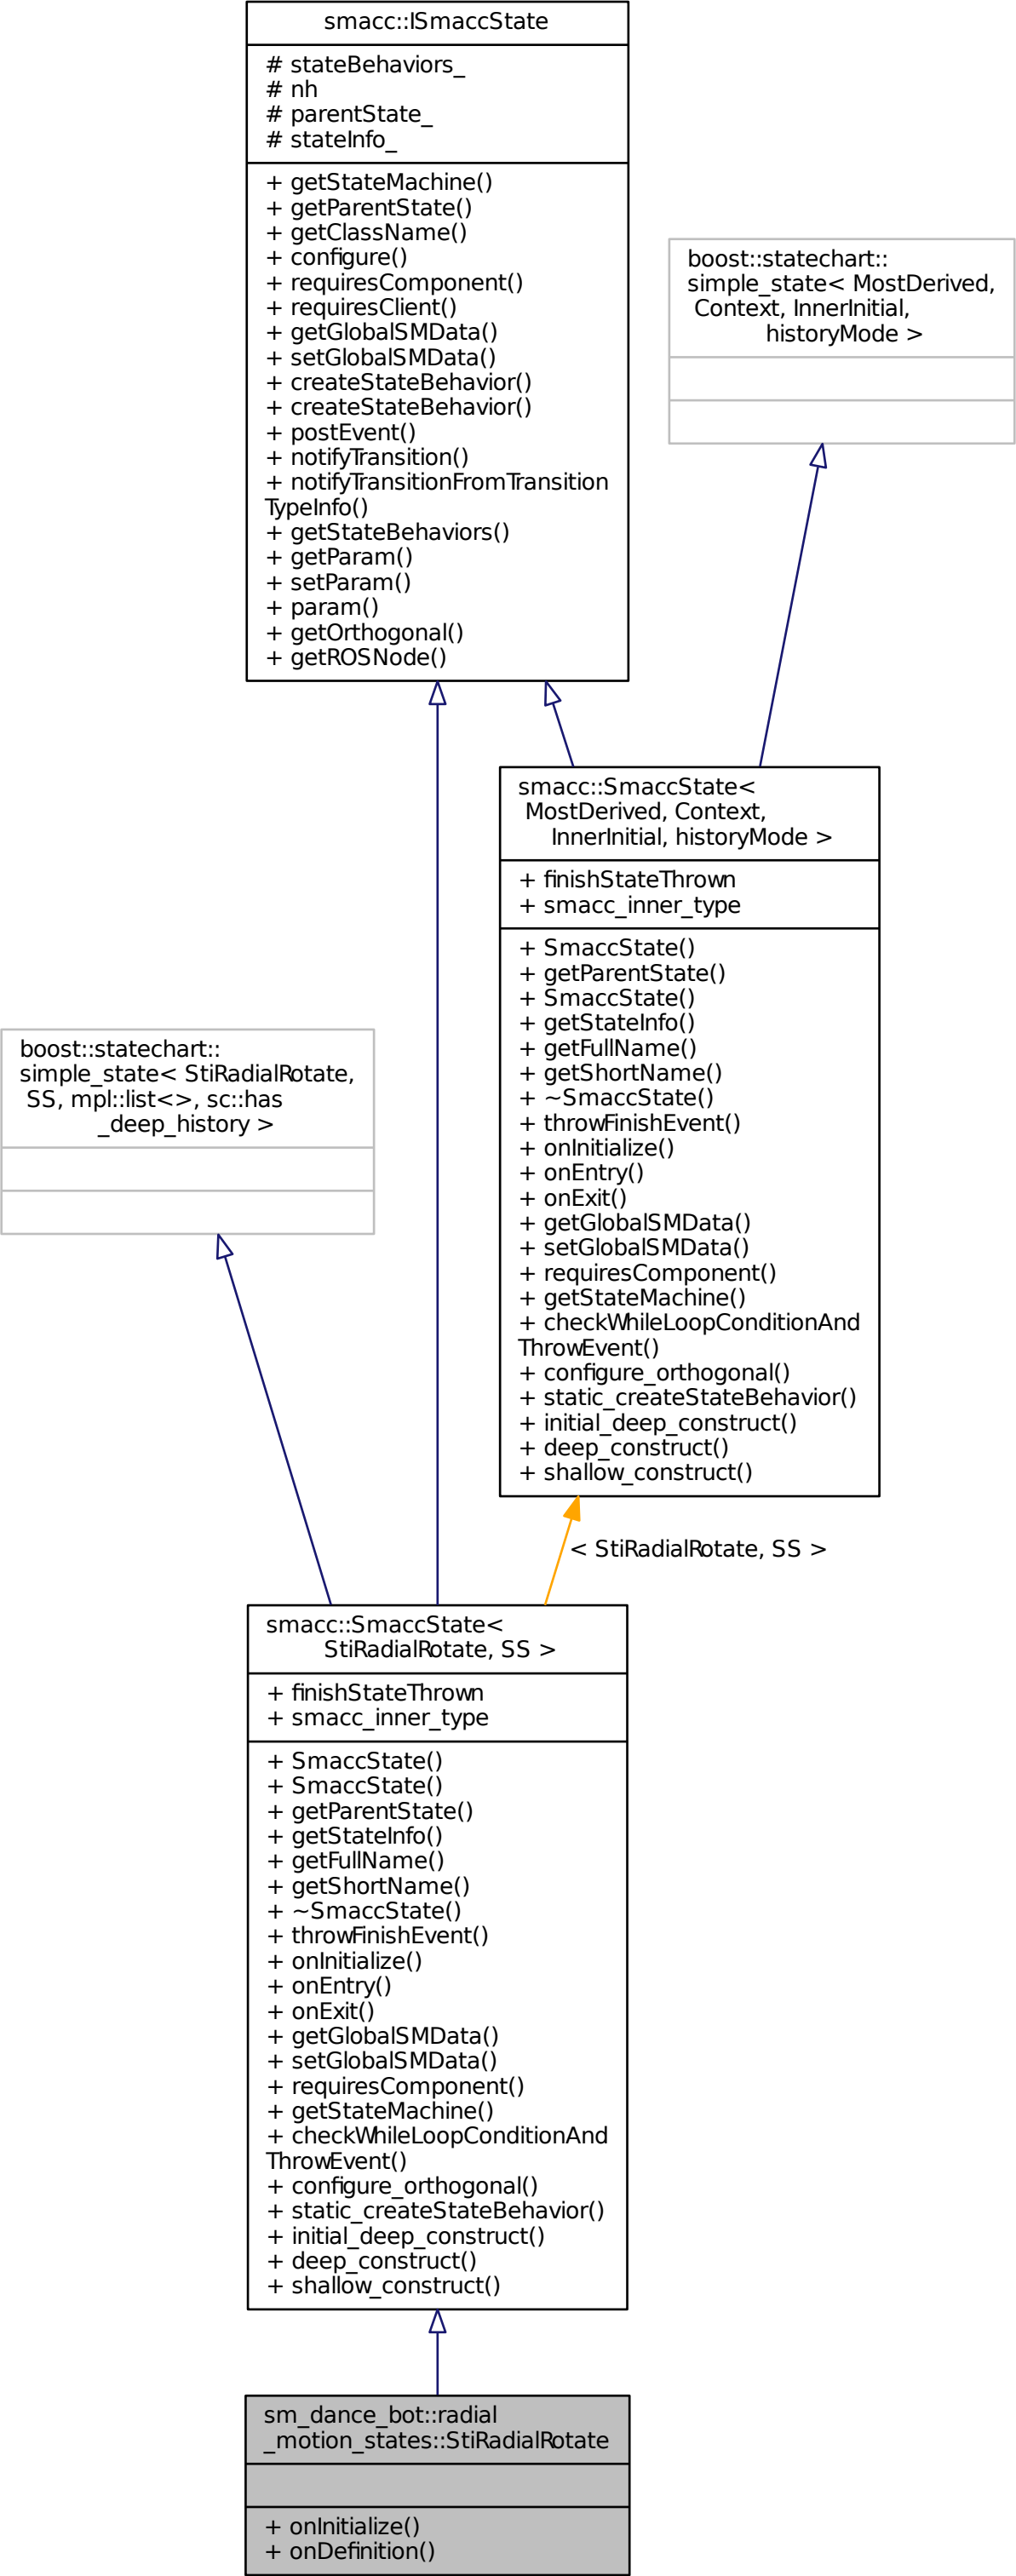 smacc::ISmaccState
# stateBehaviors_
# nh
# parentState_
# stateInfo_
+ getStateMachine()
+ getParentState()
+ getClassName()
+ configure()
+ requiresComponent()
+ requiresClient()
+ getGlobalSMData()
+ setGlobalSMData()
+ createStateBehavior()
+ createStateBehavior()
+ postEvent()
+ notifyTransition()
+ notifyTransitionFromTransition
TypeInfo()
+ getStateBehaviors()
+ getParam()
+ setParam()
+ param()
+ getOrthogonal()
+ getROSNode()
boost::statechart::
simple_state< MostDerived,
Context, InnerInitial,
historyMode >
smacc::SmaccState<
MostDerived, Context,
InnerInitial, historyMode >
+ finishStateThrown
+ smacc_inner_type
+ SmaccState()
+ getParentState()
+ SmaccState()
+ getStateInfo()
+ getFullName()
+ getShortName()
+ ~SmaccState()
+ throwFinishEvent()
+ onInitialize()
+ onEntry()
+ onExit()
+ getGlobalSMData()
+ setGlobalSMData()
+ requiresComponent()
+ getStateMachine()
+ checkWhileLoopConditionAnd
ThrowEvent()
+ configure_orthogonal()
+ static_createStateBehavior()
+ initial_deep_construct()
+ deep_construct()
+ shallow_construct()
boost::statechart::
simple_state< StiRadialRotate,
SS, mpl::list<>, sc::has
_deep_history >
< StiRadialRotate, SS >
smacc::SmaccState<
StiRadialRotate, SS >
+ finishStateThrown
+ smacc_inner_type
+ SmaccState()
+ SmaccState()
+ getParentState()
+ getStateInfo()
+ getFullName()
+ getShortName()
+ ~SmaccState()
+ throwFinishEvent()
+ onInitialize()
+ onEntry()
+ onExit()
+ getGlobalSMData()
+ setGlobalSMData()
+ requiresComponent()
+ getStateMachine()
+ checkWhileLoopConditionAnd
ThrowEvent()
+ configure_orthogonal()
+ static_createStateBehavior()
+ initial_deep_construct()
+ deep_construct()
+ shallow_construct()
sm_dance_bot::radial
_motion_states::StiRadialRotate
+ onInitialize()
+ onDefinition()